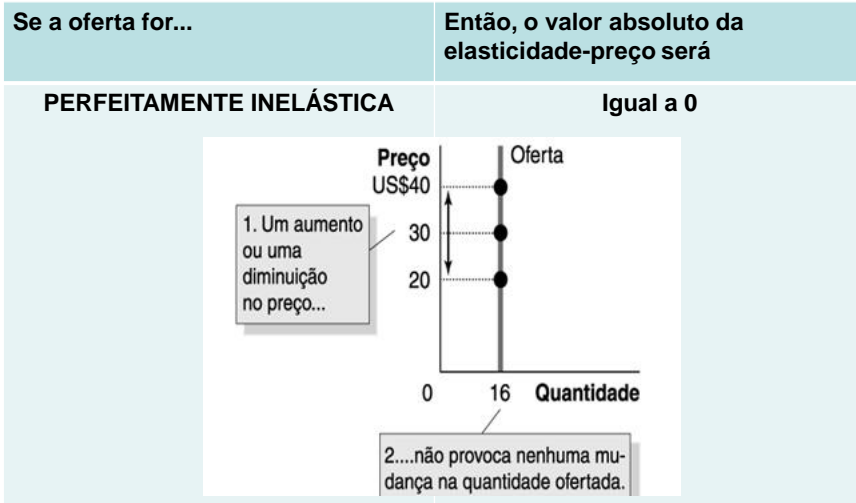 Se a oferta for...
Então, o valor absoluto da
elasticidade-preço será
PERFEITAMENTE INELÁSTICA
Igual a 0
Preço
Oferta
US$40
1. Um aumento
ou uma
diminuição
no preço...
30
20
0
16
Quantidade
2....não provoca nenhuma mu-
dança na quantidade ofertada.